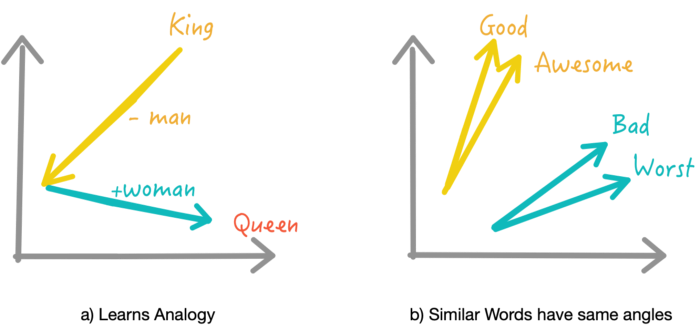 King
- man
+woman
Queen
a) Learns Analogy
Good
Awesome
Bad
Worst
b) Similar Words have same angles